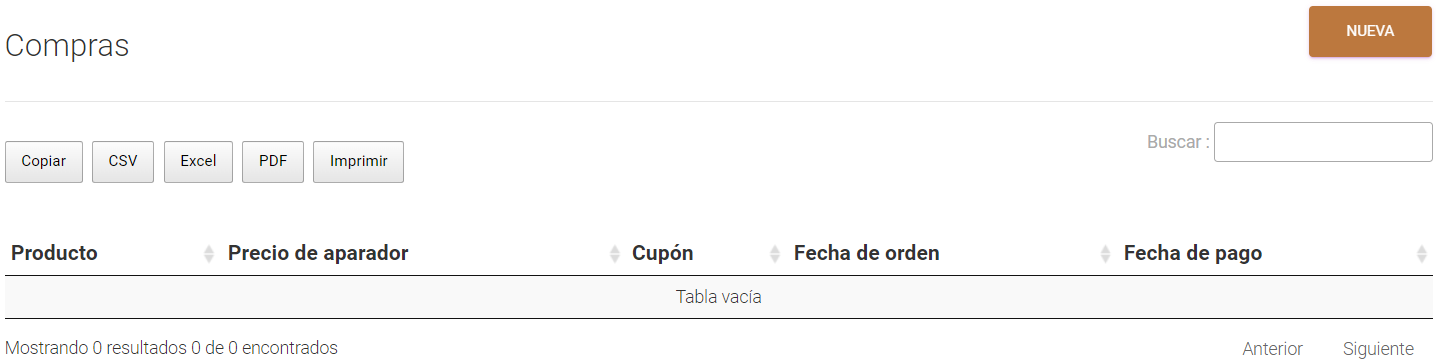 NUEVA
Compras
Buscar :
Copiar CSV Excel PDF Imprimir
Producto Precio de aparador Cupón Fecha de orden Fecha de pago
Tabla vacía
Mostrando 0 resultados 0 de 0 encontrados Anterior Siguiente